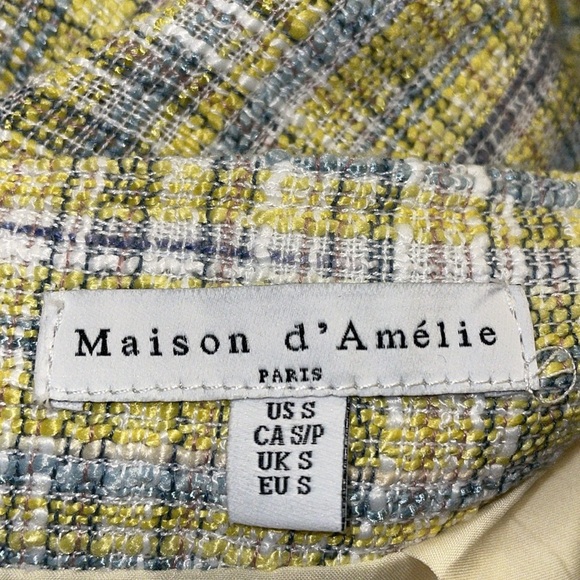 Maison d'Amélie
PARIS
US S
CA S/P
UK S
EU S